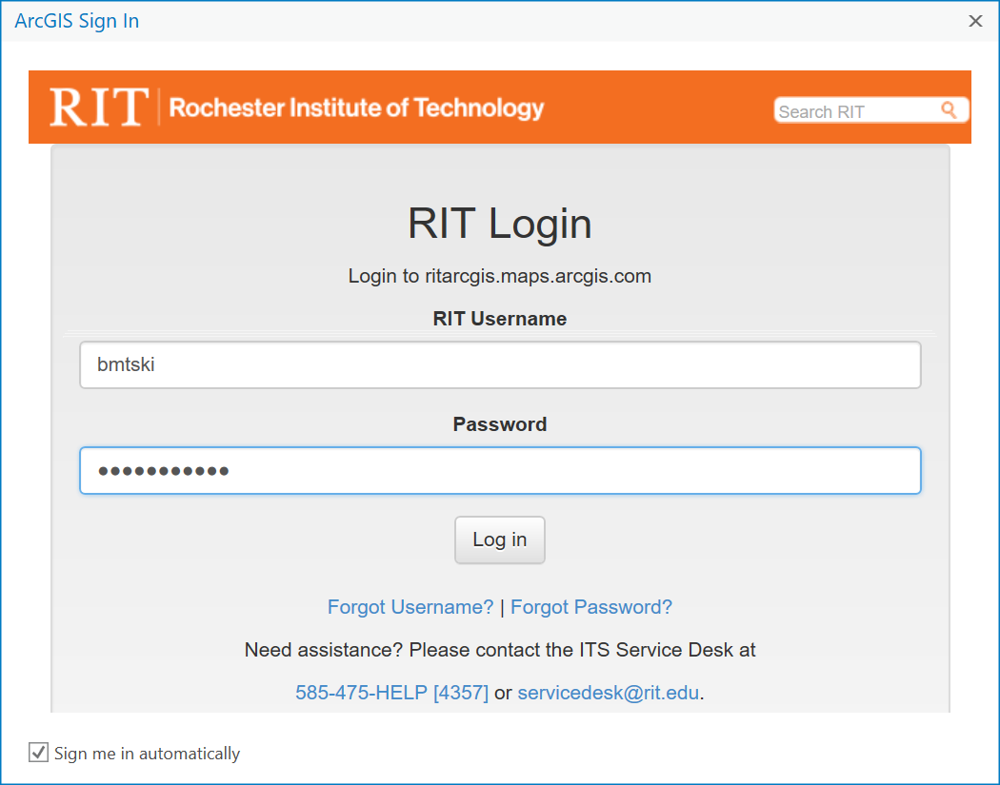 ArcGIS Sign In
RIT Rochester Institute of Technology
Search RIT
RIT Login
Login to ritarcgis.maps.arcgis.com
RIT Username
bmtski
Password
●●●●●●●●●●●
Log in
Forgot Username? | Forgot Password?
Need assistance? Please contact the ITS Service Desk at
585-475-HELP [4357] or servicedesk@rit.edu.
Sign me in automatically